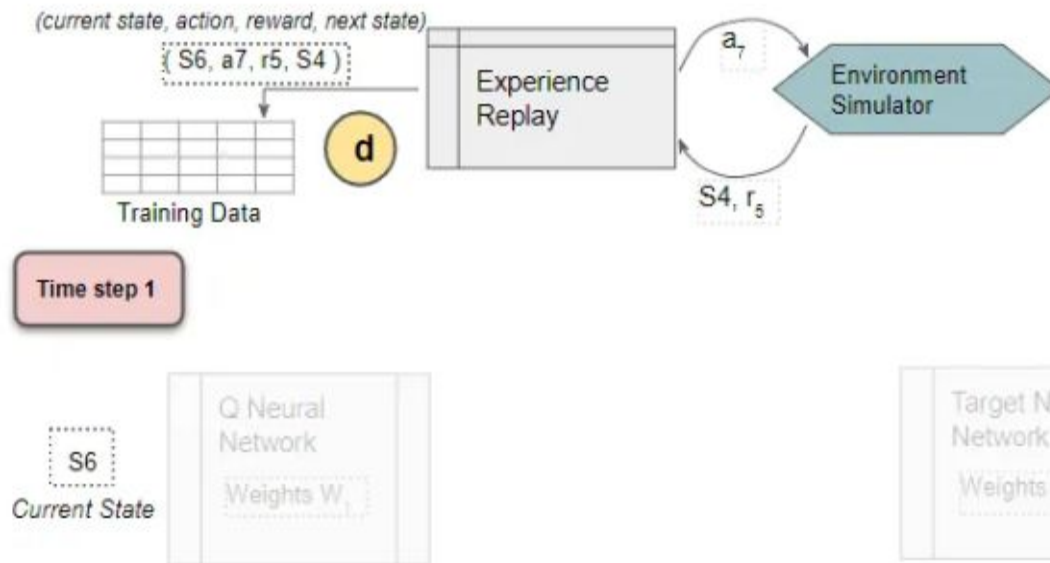 (current state, action, reward, next state)
( S6, a7, r5, S4 )
a7
Experience
Replay
Environment
Simulator
d
S4, r5
Training Data
Time step 1
Q Neural
Network
Target N
Network
S6
Weights W1
Weights
Current State